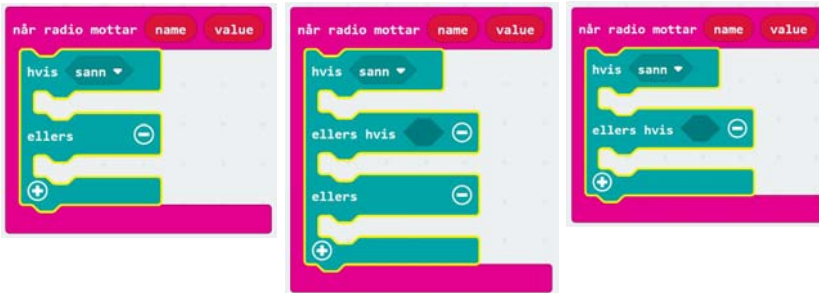 når radio mottar name value
hvis sann
ellers
når radio mottar name value
hvis sann
ellers hvis
ellers
når radio mottar name value
hvis sann
ellers hvis